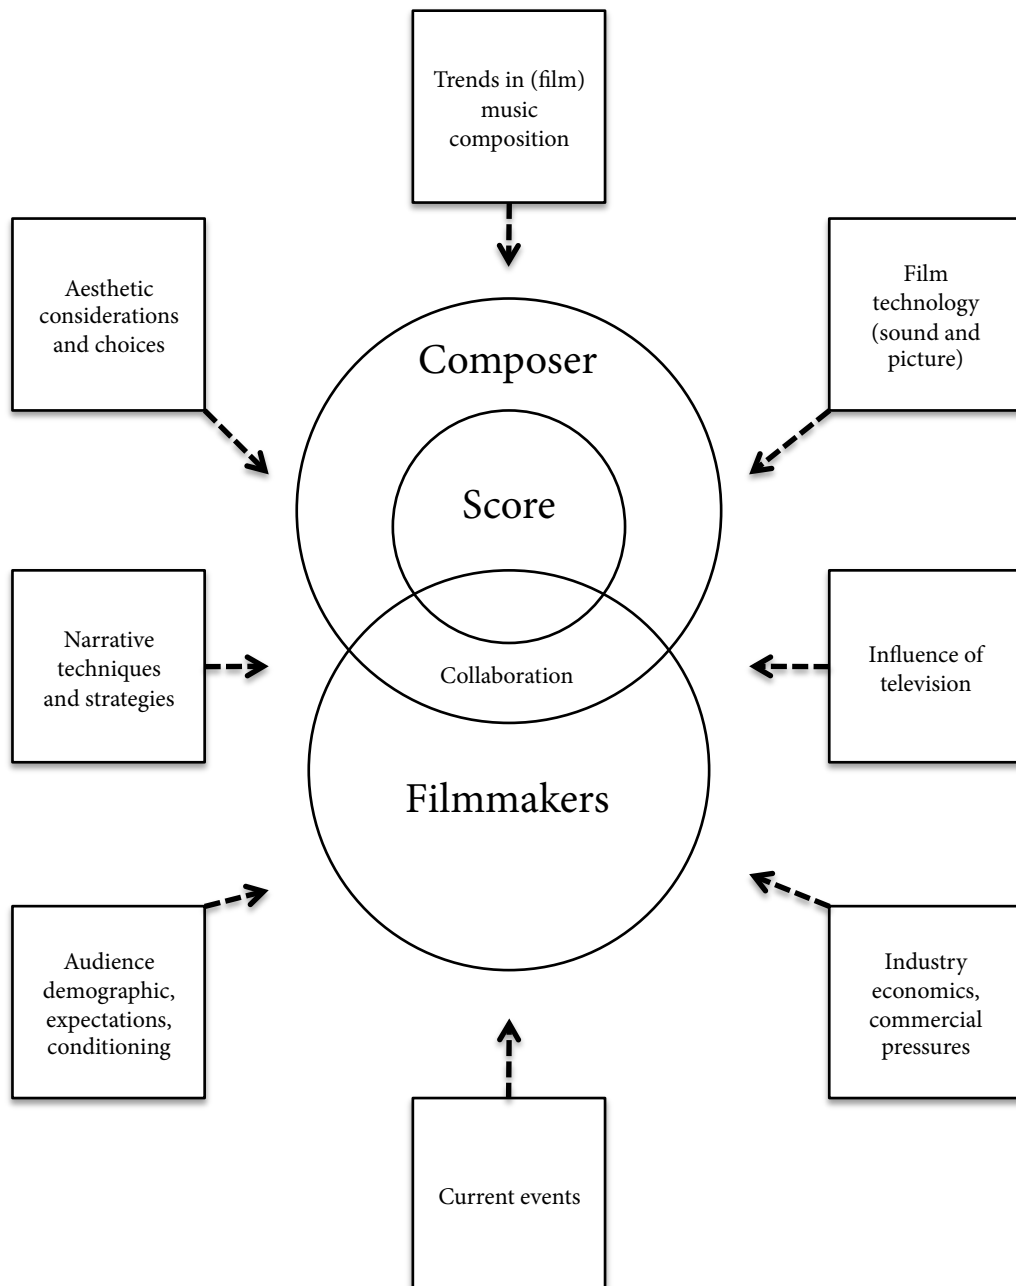 Trends in (film)
music
composition
Aesthetic
considerations
and choices
Film
technology
(sound and
picture)
Composer
Score
Narrative
techniques
and strategies
Collaboration
Influence of
television
Filmmakers
Audience
demographic,
expectations,
conditioning
Industry
economics,
commercial
pressures
Current events